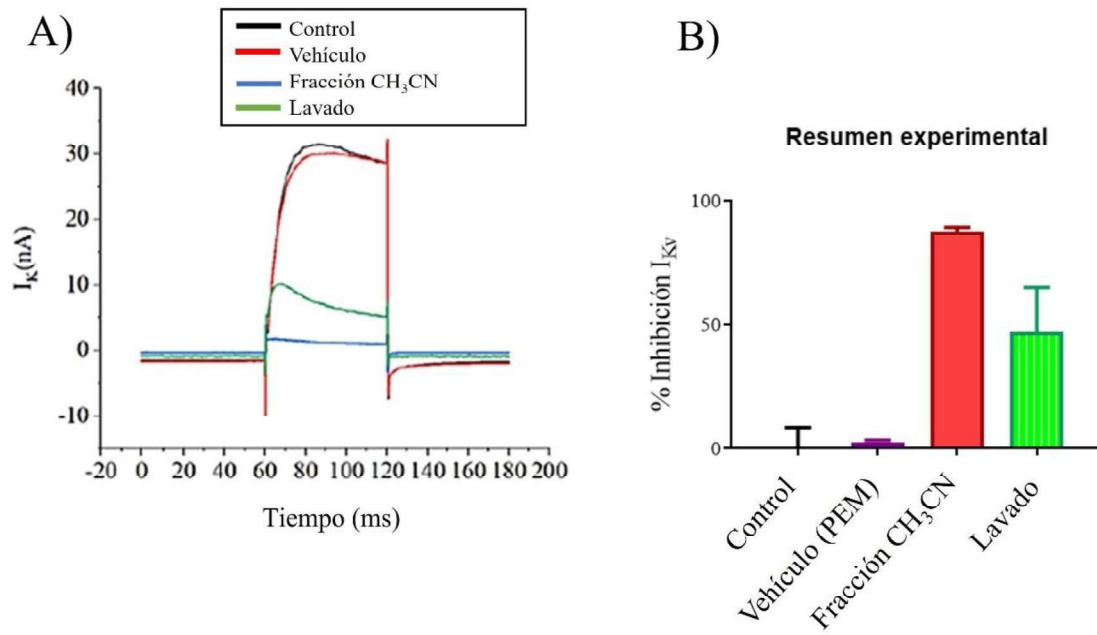 A)
Control
Vehículo
Fracción CH₃CN
Lavado
40
30
20
10
0
-10
I_K(nA)
-20 0 20 40 60 80 100 120 140 160 180 200
Tiempo (ms)
B)
Resumen experimental
100
50
0
% Inhibición I_Kv
Control
Vehículo (PEM)
Fracción CH₃CN
Lavado